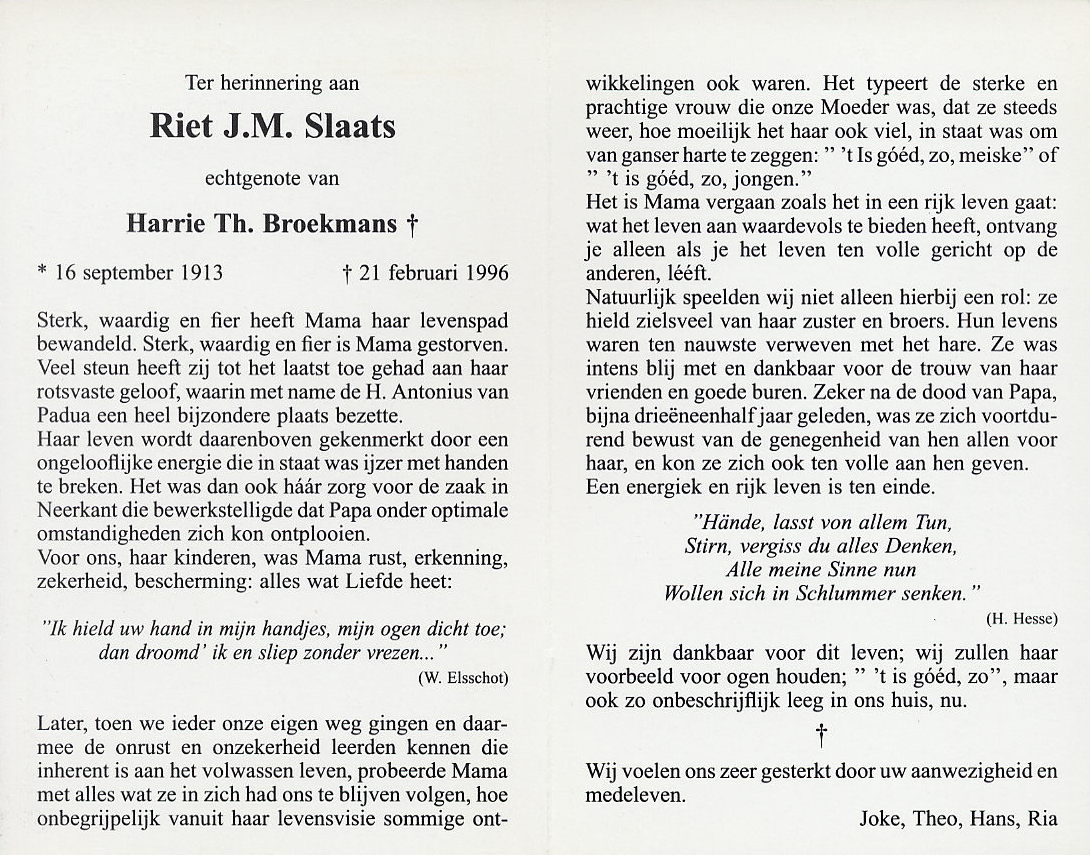 Ter herinnering aan
Riet J.M. Slaats
echtgenote van
Harrie Th. Broekmans †
* 16 september 1913 † 21 februari 1996
Sterk, waardig en fier heeft Mama haar levenspad
bewandeld. Sterk, waardig en fier is Mama gestorven.
Veel steun heeft zij tot het laatst toe gehad aan haar
rotsvaste geloof, waarin met name de H. Antonius van
Padua een heel bijzondere plaats bezette.
Haar leven wordt daarenboven gekenmerkt door een
ongelooflijke energie die in staat was ijzer met handen
te breken. Het was dan ook háár zorg voor de zaak in
Neerkant die bewerkstelligde dat Papa onder optimale
omstandigheden zich kon ontplooien.
Voor ons, haar kinderen, was Mama rust, erkenning,
zekerheid, bescherming: alles wat Liefde heet:
"Ik hield uw hand in mijn handjes, mijn ogen dicht toe;
dan droomd' ik en sliep zonder vrezen..."
(W. Elsschot)
Later, toen we ieder onze eigen weg gingen en daar-
mee de onrust en onzekerheid leerden kennen die
inherent is aan het volwassen leven, probeerde Mama
met alles wat ze in zich had ons te blijven volgen, hoe
onbegrijpelijk vanuit haar levensvisie sommige ont-
wikkelingen ook waren. Het typeert de sterke en
prachtige vrouw die onze Moeder was, dat ze steeds
weer, hoe moeilijk het haar ook viel, in staat was om
van ganser harte te zeggen: " 't Is góéd, zo, meiske" of
" 't is góéd, zo, jongen."
Het is Mama vergaan zoals het in een rijk leven gaat:
wat het leven aan waardevols te bieden heeft, ontvang
je alleen als je het leven ten volle gericht op de
anderen, lééft.
Natuurlijk speelden wij niet alleen hierbij een rol: ze
hield zielsveel van haar zuster en broers. Hun levens
waren ten nauwste verweven met het hare. Ze was
intens blij met en dankbaar voor de trouw van haar
vrienden en goede buren. Zeker na de dood van Papa,
bijna drieëneenhalf jaar geleden, was ze zich voortdu-
rend bewust van de genegenheid van hen allen voor
haar, en kon ze zich ook ten volle aan hen geven.
Een energiek en rijk leven is ten einde.
"Hände, lasst von allem Tun,
Stirn, vergiss du alles Denken,
Alle meine Sinne nun
Wollen sich in Schlummer senken."
(H. Hesse)
Wij zijn dankbaar voor dit leven; wij zullen haar
voorbeeld voor ogen houden; " 't is góéd, zo", maar
ook zo onbeschrijflijk leeg in ons huis, nu.
†
Wij voelen ons zeer gesterkt door uw aanwezigheid en
medeleven.
Joke, Theo, Hans, Ria